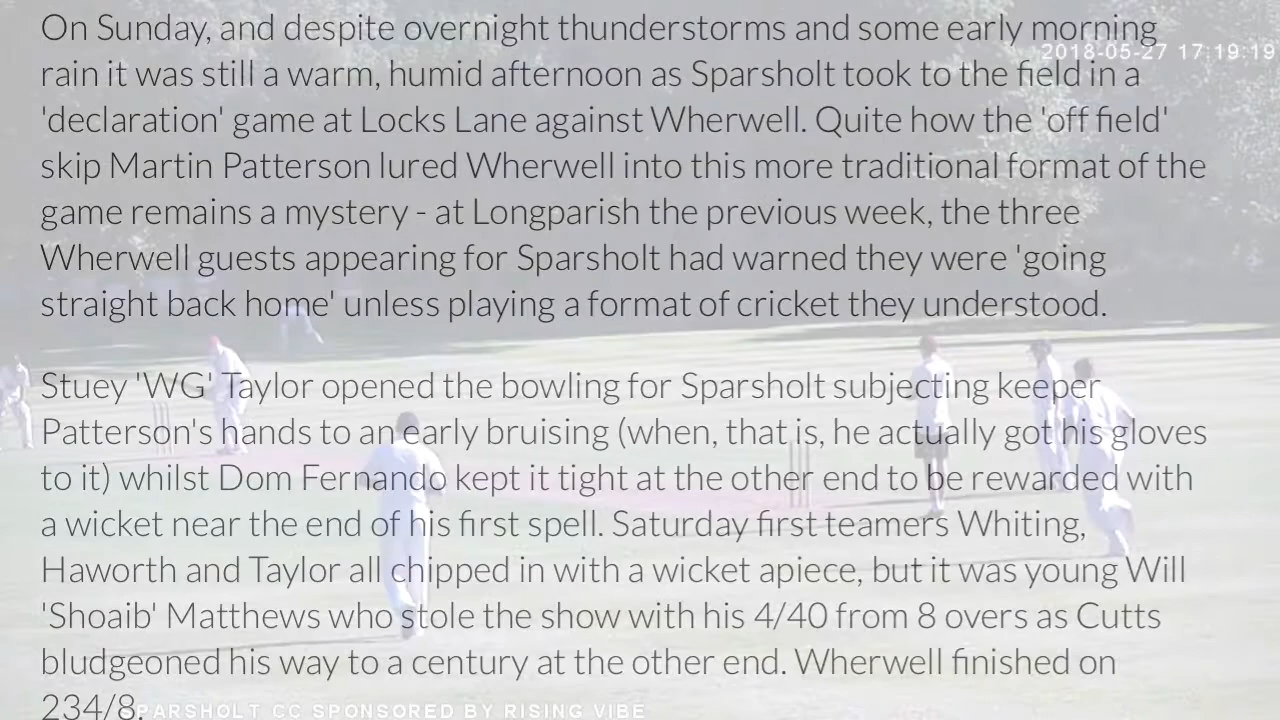 On Sunday, and despite overnight thunderstorms and some early morning
2018-05-27 17:19:19
rain it was still a warm, humid afternoon as Sparsholt took to the field in a
'declaration' game at Locks Lane against Wherwell. Quite how the 'off field'
skip Martin Patterson lured Wherwell into this more traditional format of the
game remains a mystery - at Longparish the previous week, the three
Wherwell guests appearing for Sparsholt had warned they were 'going
straight back home' unless playing a format of cricket they understood.
Stuey 'WG' Taylor opened the bowling for Sparsholt subjecting keeper
Patterson's hands to an early bruising (when, that is, he actually got his gloves
to it) whilst Dom Fernando kept it tight at the other end to be rewarded with
a wicket near the end of his first spell. Saturday first teamers Whiting,
Haworth and Taylor all chipped in with a wicket apiece, but it was young Will
'Shoaib' Matthews who stole the show with his 4/40 from 8 overs as Cutts
bludgeoned his way to a century at the other end. Wherwell finished on
234/8.
SPARSHOLT CC SPONSORED BY RISING VIBE